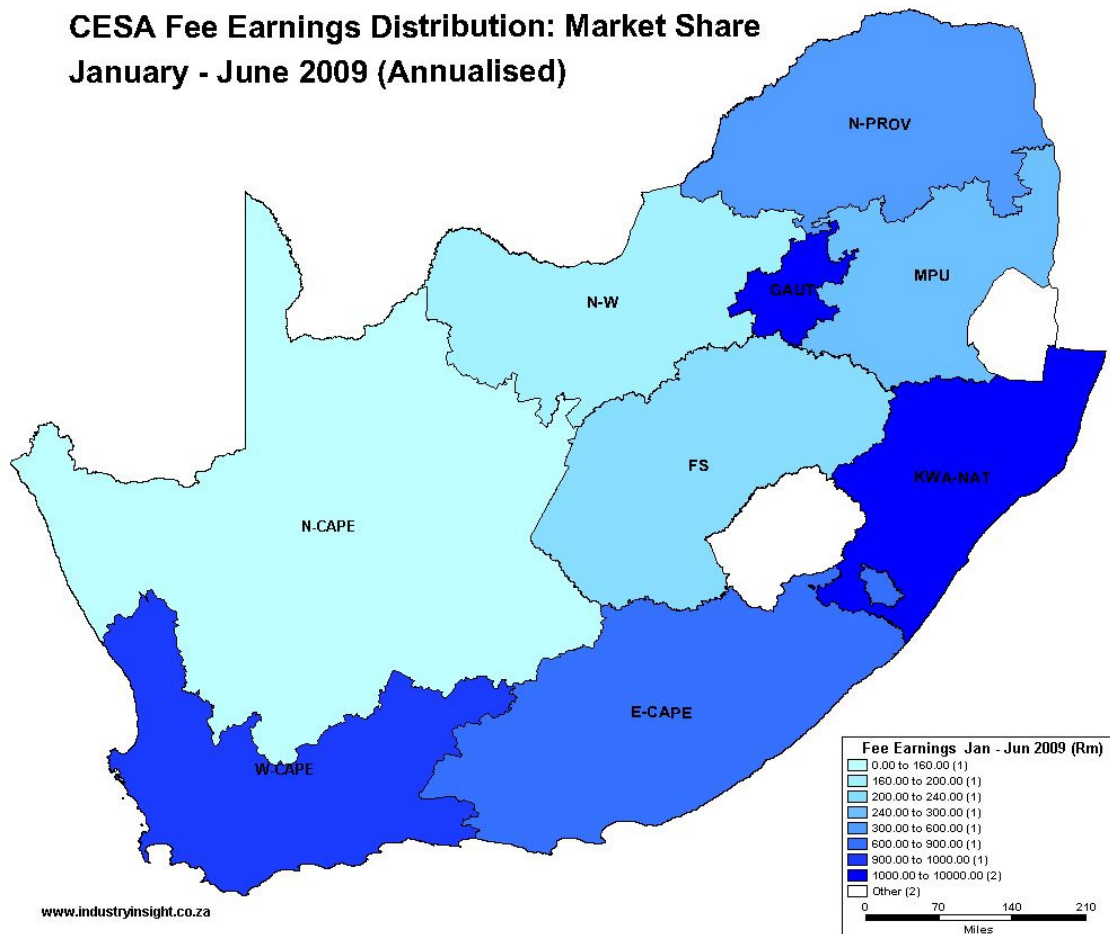 CESA Fee Earnings Distribution: Market Share
January - June 2009 (Annualised)
N-PROV
MPU
GAUT
N-W
FS
KWA-NAT
N-CAPE
E-CAPE
W-CAPE
Fee Earnings Jan - Jun 2009 (Rm)
0.00 to 160.00 (1)
160.00 to 200.00 (1)
200.00 to 240.00 (1)
240.00 to 300.00 (1)
300.00 to 600.00 (1)
600.00 to 900.00 (1)
900.00 to 1000.00 (1)
1000.00 to 10000.00 (2)
Other (2)
0 70 140 210
Miles
www.industryinsight.co.za